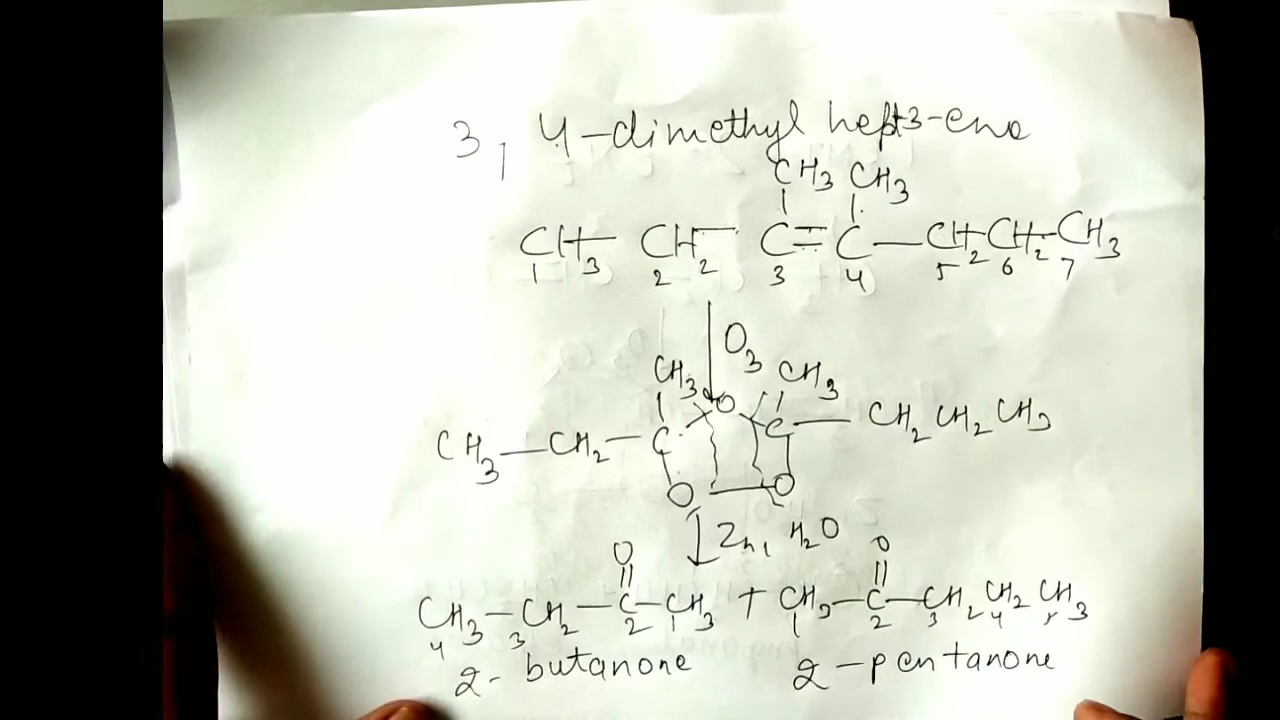 3, 4-dimethyl hept3-ene
CH3 CH3
CH3- CH2- C=C-CH2-CH2-CH3
1 2 3 4 5 6 7
O3
CH3 O CH3
CH3-CH2-C C-CH2 CH2 CH3
O-O
Zn, H2O
O O
CH3-CH2-C-CH3 + CH3-C-CH2 CH2 CH3
4 3 2 1 1 2 3 4 5
2- butanone 2-pentanone